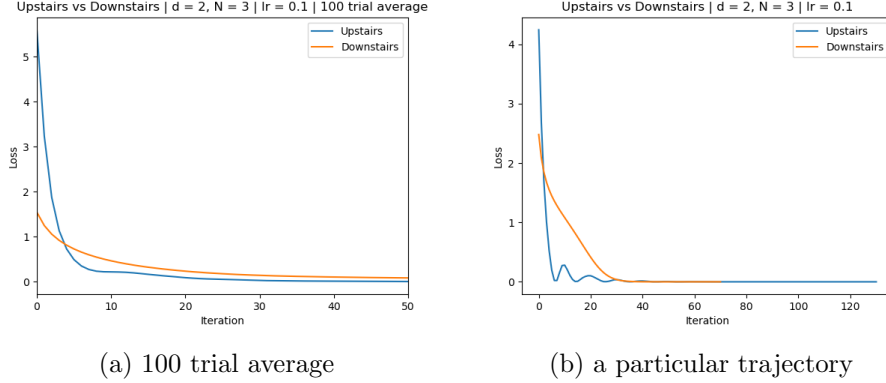 Upstairs vs Downstairs | d = 2, N = 3 | lr = 0.1 | 100 trial average
Upstairs
Downstairs
5
4
3
2
1
0
Loss
0
10
20
30
40
50
Iteration
(a) 100 trial average
Upstairs vs Downstairs | d = 2, N = 3 | lr = 0.1
Upstairs
Downstairs
4
3
2
1
0
Loss
0
20
40
60
80
100
120
Iteration
(b) a particular trajectory